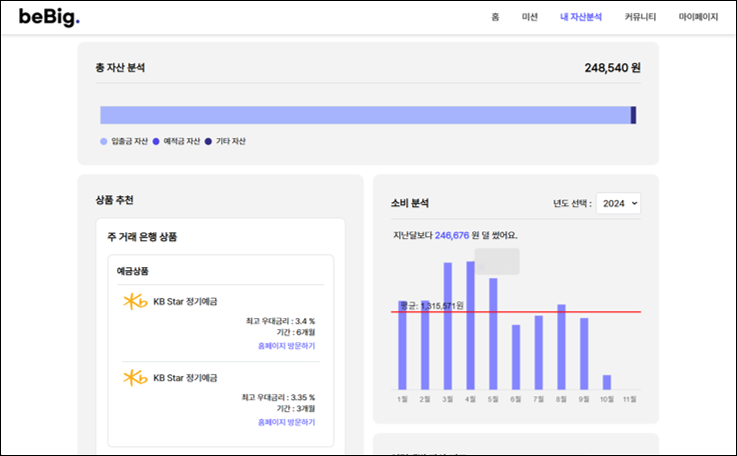 beBig.
홈 미션 내 자산분석 커뮤니티 마이페이지
총 자산 분석 248,540 원
입출금 자산 예적금 자산 기타 자산
상품 추천
주 거래 은행 상품
예금상품
KB Star 정기예금
최고 우대금리 : 3.4 %
기간 : 6개월
홈페이지 방문하기
KB Star 정기예금
최고 우대금리 : 3.35 %
기간 : 3개월
홈페이지 방문하기
소비 분석 년도 선택 : 2024
지난달보다 246,676 원 덜 썼어요.
평균: 1,315,571원
1월 2월 3월 4월 5월 6월 7월 8월 9월 10월 11월